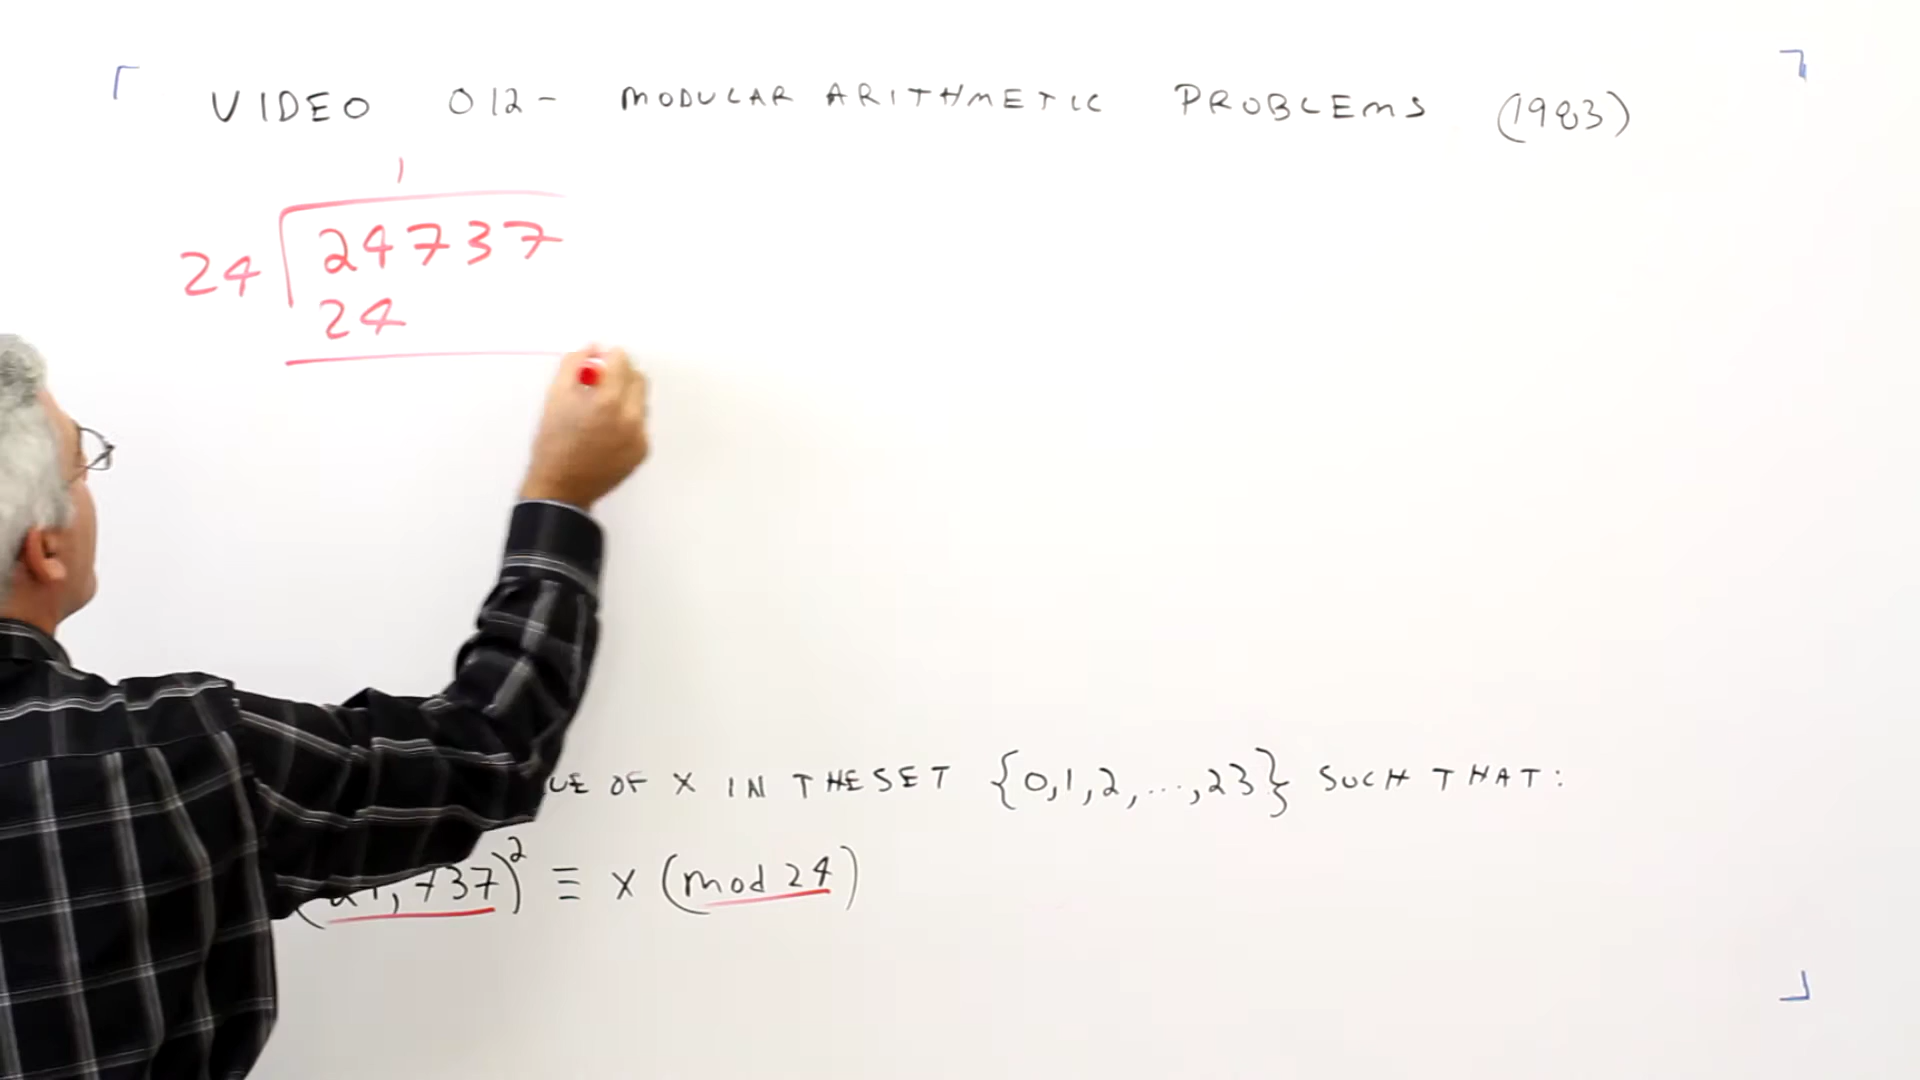 VIDEO 012- MODULAR ARITHMETIC PROBLEMS (1983)
1
24 24737
24
OF X IN THE SET {0,1,2,...,23} SUCH THAT:
,737)² ≡ X (mod 24)